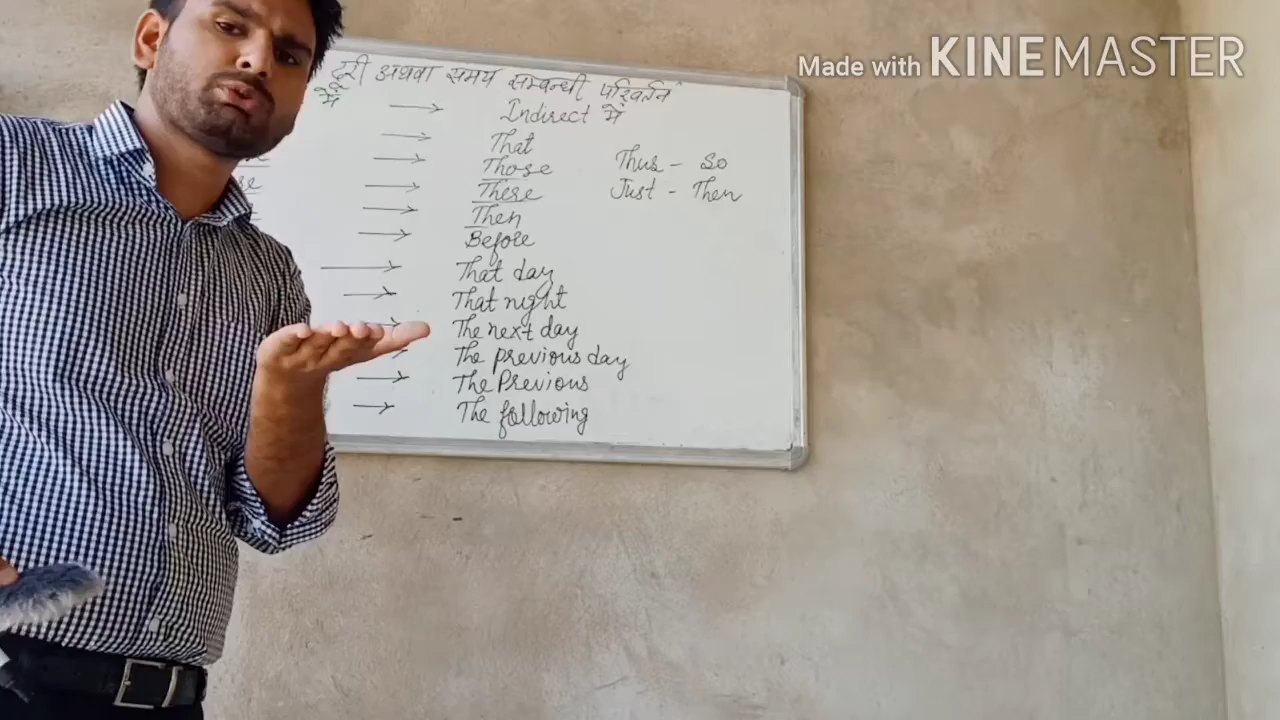 Made with KINEMASTER
दूरी अथवा समय सम्बन्धी परिवर्तन
में → Indirect में
→ That
→ Those
→ There
→ Then
→ Before
→ That day
→ That night
→ The next day
→ The previous day
→ The Previous
→ The following
Thus - So
Just - Then